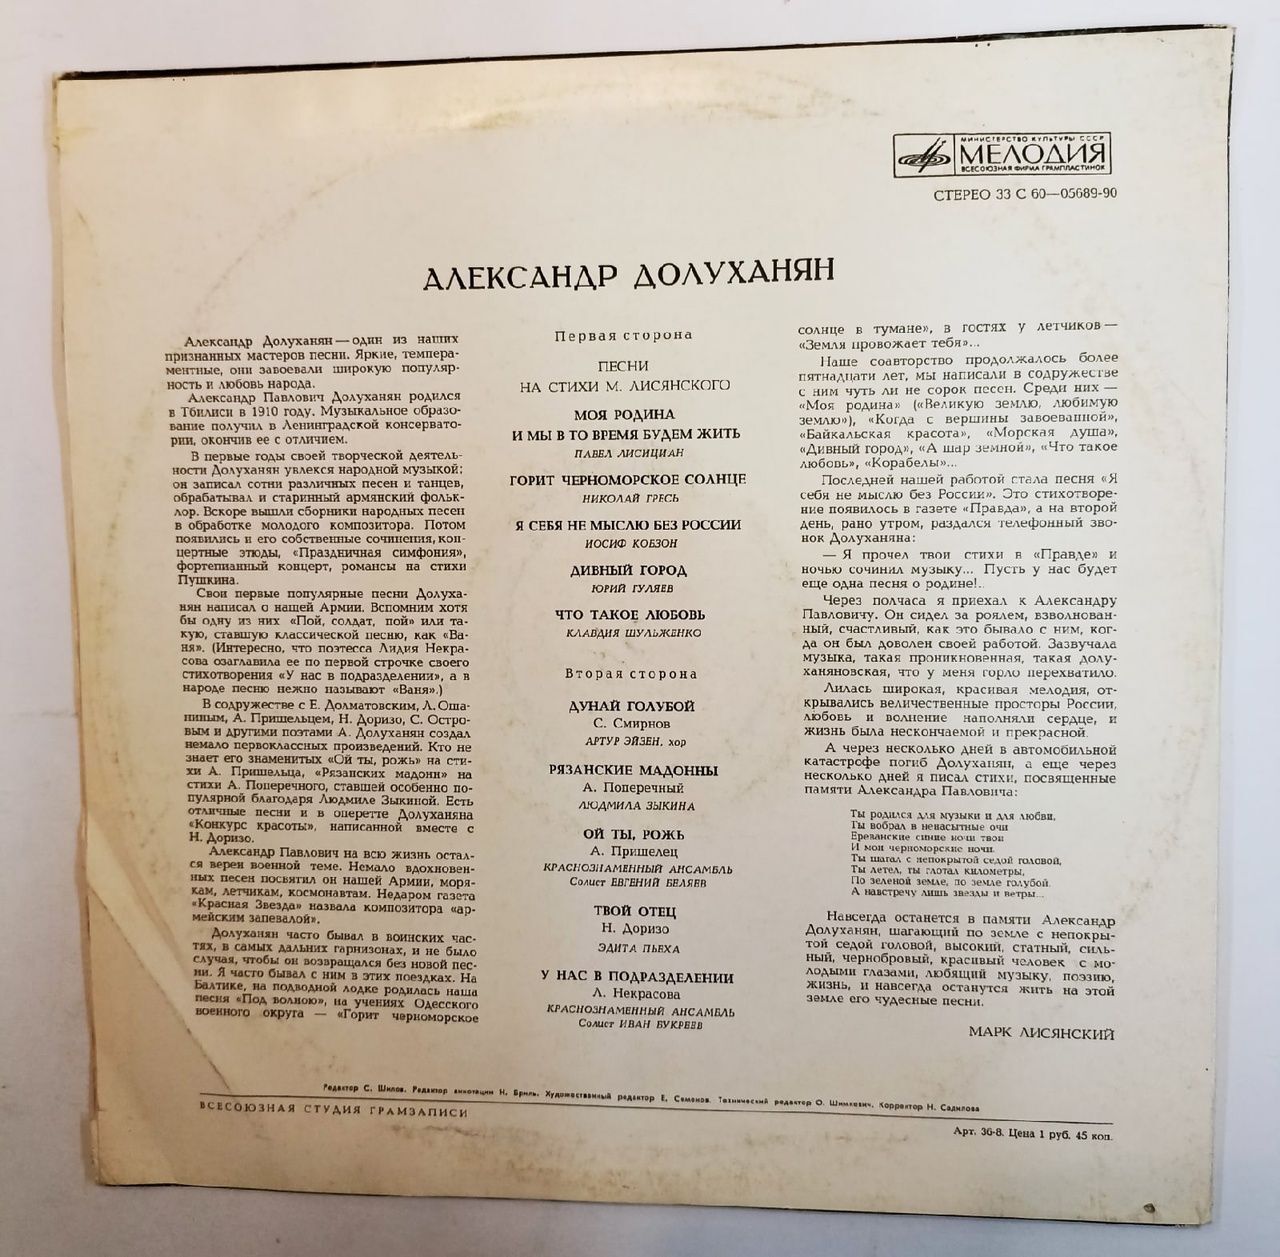 МИНИСТЕРСТВО КУЛЬТУРЫ СССР
МЕЛОДИЯ
ВСЕСОЮЗНАЯ ФИРМА ГРАМПЛАСТИНОК
СТЕРЕО 33 С 60—05689-90
АЛЕКСАНДР ДОЛУХАНЯН
Александр Долуханян — один из наших
признанных мастеров песни. Яркие, темпера-
ментные, они завоевали широкую популяр-
ность и любовь народа.
Александр Павлович Долуханян родился
в Тбилиси в 1910 году. Музыкальное образо-
вание получил в Ленинградской консервато-
рии, окончив ее с отличием.
В первые годы своей творческой деятель-
ности Долуханян увлекся народной музыкой:
он записал сотни различных песен и танцев,
обрабатывал и старинный армянский фольк-
лор. Вскоре вышли сборники народных песен
в обработке молодого композитора. Потом
появились и его собственные сочинения, кон-
цертные этюды, «Праздничная симфония»,
фортепианный концерт, романсы на стихи
Пушкина.
Свои первые популярные песни Долуха-
нян написал о нашей Армии. Вспомним хотя
бы одну из них «Пой, солдат, пой» или та-
кую, ставшую классической песню, как «Ва-
ня». (Интересно, что поэтесса Лидия Некра-
сова озаглавила ее по первой строчке своего
стихотворения «У нас в подразделении», а в
народе песню нежно называют «Ваня».)
В содружестве с Е. Долматовским, Л. Оша-
ниным, А. Пришельцем, Н. Доризо, С. Остро-
вым и другими поэтами А. Долуханян создал
немало первоклассных произведений. Кто не
знает его знаменитых «Ой ты, рожь» на сти-
хи А. Пришельца, «Рязанских мадонн» на
стихи А. Поперечного, ставшей особенно по-
пулярной благодаря Людмиле Зыкиной. Есть
отличные песни и в оперетте Долуханяна
«Конкурс красоты», написанной вместе с
Н. Доризо.
Александр Павлович на всю жизнь остал-
ся верен военной теме. Немало вдохновен-
ных песен посвятил он нашей Армии, моря-
кам, летчикам, космонавтам. Недаром газета
«Красная Звезда» назвала композитора «ар-
мейским запевалой».
Долуханян часто бывал в воинских час-
тях, в самых дальних гарнизонах, и не было
случая, чтобы он возвращался без новой пес-
ни. Я часто бывал с ним в этих поездках. На
Балтике, на подводной лодке родилась наша
песня «Под волною», на учениях Одесского
военного округа — «Горит черноморское
Первая сторона
ПЕСНИ
НА СТИХИ М. ЛИСЯНСКОГО
МОЯ РОДИНА
И МЫ В ТО ВРЕМЯ БУДЕМ ЖИТЬ
ПАВЕЛ ЛИСИЦИАН
ГОРИТ ЧЕРНОМОРСКОЕ СОЛНЦЕ
НИКОЛАЙ ГРЕСЬ
Я СЕБЯ НЕ МЫСЛЮ БЕЗ РОССИИ
ИОСИФ КОБЗОН
ДИВНЫЙ ГОРОД
ЮРИЙ ГУЛЯЕВ
ЧТО ТАКОЕ ЛЮБОВЬ
КЛАВДИЯ ШУЛЬЖЕНКО
Вторая сторона
ДУНАЙ ГОЛУБОЙ
С. Смирнов
АРТУР ЭЙЗЕН, хор
РЯЗАНСКИЕ МАДОННЫ
А. Поперечный
ЛЮДМИЛА ЗЫКИНА
ОЙ ТЫ, РОЖЬ
А. Пришелец
КРАСНОЗНАМЕННЫЙ АНСАМБЛЬ
Солист ЕВГЕНИЙ БЕЛЯЕВ
ТВОЙ ОТЕЦ
Н. Доризо
ЭДИТА ПЬЕХА
У НАС В ПОДРАЗДЕЛЕНИИ
Л. Некрасова
КРАСНОЗНАМЕННЫЙ АНСАМБЛЬ
Солист ИВАН БУКРЕЕВ
солнце в тумане», в гостях у летчиков —
«Земля провожает тебя»...
Наше соавторство продолжалось более
пятнадцати лет, мы написали в содружестве
с ним чуть ли не сорок песен. Среди них —
«Моя родина» («Великую землю, любимую
землю»), «Когда с вершины завоеванной»,
«Байкальская красота», «Морская душа»,
«Дивный город», «А шар земной», «Что такое
любовь», «Корабелы»...
Последней нашей работой стала песня «Я
себя не мыслю без России». Это стихотворе-
ние появилось в газете «Правда», а на второй
день, рано утром, раздался телефонный зво-
нок Долуханяна:
— Я прочел твои стихи в «Правде» и
ночью сочинил музыку... Пусть у нас будет
еще одна песня о родине!..
Через полчаса я приехал к Александру
Павловичу. Он сидел за роялем, взволнован-
ный, счастливый, как это бывало с ним, ког-
да он был доволен своей работой. Зазвучала
музыка, такая проникновенная, такая долу-
ханяновская, что у меня горло перехватило.
Лилась широкая, красивая мелодия, от-
крывались величественные просторы России,
любовь и волнение наполняли сердце, и
жизнь была нескончаемой и прекрасной.
А через несколько дней в автомобильной
катастрофе погиб Долуханян, а еще через
несколько дней я писал стихи, посвященные
памяти Александра Павловича:
Ты родился для музыки и для любви,
Ты вобрал в ненасытные очи
Ереванские синие ночи твои
И мои черноморские ночи.
Ты шагал с непокрытой седой головой,
Ты летел, ты глотал километры,
По зеленой земле, по земле голубой.
А навстречу лишь звезды и ветры...
Навсегда останется в памяти Александр
Долуханян, шагающий по земле с непокры-
той седой головой, высокий, статный, силь-
ный, чернобровый, красивый человек с мо-
лодыми глазами, любящий музыку, поэзию,
жизнь, и навсегда останутся жить на этой
земле его чудесные песни.
МАРК ЛИСЯНСКИЙ
Редактор С. Шилов. Редактор аннотации Н. Бриль. Художественный редактор Е. Семенов. Технический редактор О. Шимкович. Корректор Н. Садилова
ВСЕСОЮЗНАЯ СТУДИЯ ГРАМЗАПИСИ
Арт. 36-8. Цена 1 руб. 45 коп.